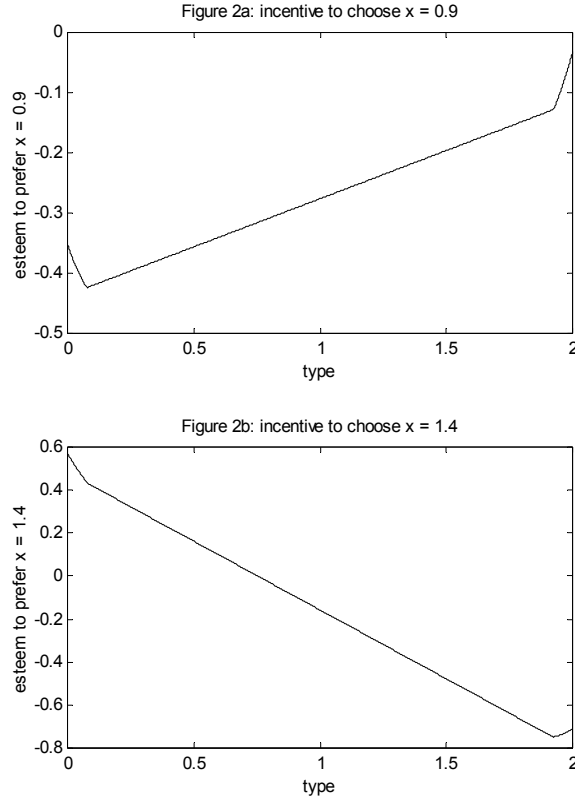 Figure 2a: incentive to choose x = 0.9
esteem to prefer x = 0.9
0
-0.1
-0.2
-0.3
-0.4
-0.5
0 0.5 1 1.5 2
type
Figure 2b: incentive to choose x = 1.4
esteem to prefer x = 1.4
0.6
0.4
0.2
0
-0.2
-0.4
-0.6
-0.8
0 0.5 1 1.5 2
type